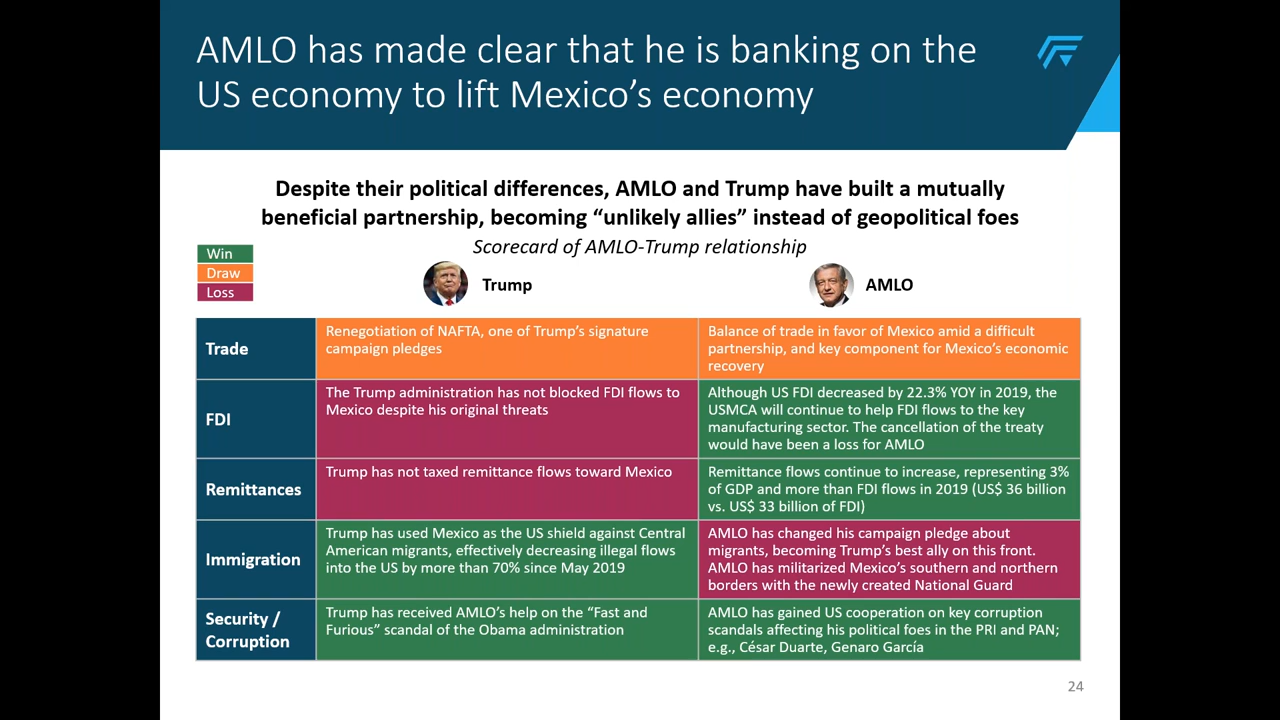 AMLO has made clear that he is banking on the
US economy to lift Mexico’s economy
Despite their political differences, AMLO and Trump have built a mutually
beneficial partnership, becoming “unlikely allies” instead of geopolitical foes
Scorecard of AMLO-Trump relationship
Win
Draw
Loss
Trump
AMLO
Trade
Renegotiation of NAFTA, one of Trump’s signature
campaign pledges
Balance of trade in favor of Mexico amid a difficult
partnership, and key component for Mexico’s economic
recovery
FDI
The Trump administration has not blocked FDI flows to
Mexico despite his original threats
Although US FDI decreased by 22.3% YOY in 2019, the
USMCA will continue to help FDI flows to the key
manufacturing sector. The cancellation of the treaty
would have been a loss for AMLO
Remittances
Trump has not taxed remittance flows toward Mexico
Remittance flows continue to increase, representing 3%
of GDP and more than FDI flows in 2019 (US$ 36 billion
vs. US$ 33 billion of FDI)
Immigration
Trump has used Mexico as the US shield against Central
American migrants, effectively decreasing illegal flows
into the US by more than 70% since May 2019
AMLO has changed his campaign pledge about
migrants, becoming Trump’s best ally on this front.
AMLO has militarized Mexico’s southern and northern
borders with the newly created National Guard
Security /
Corruption
Trump has received AMLO’s help on the “Fast and
Furious” scandal of the Obama administration
AMLO has gained US cooperation on key corruption
scandals affecting his political foes in the PRI and PAN;
e.g., César Duarte, Genaro García
24